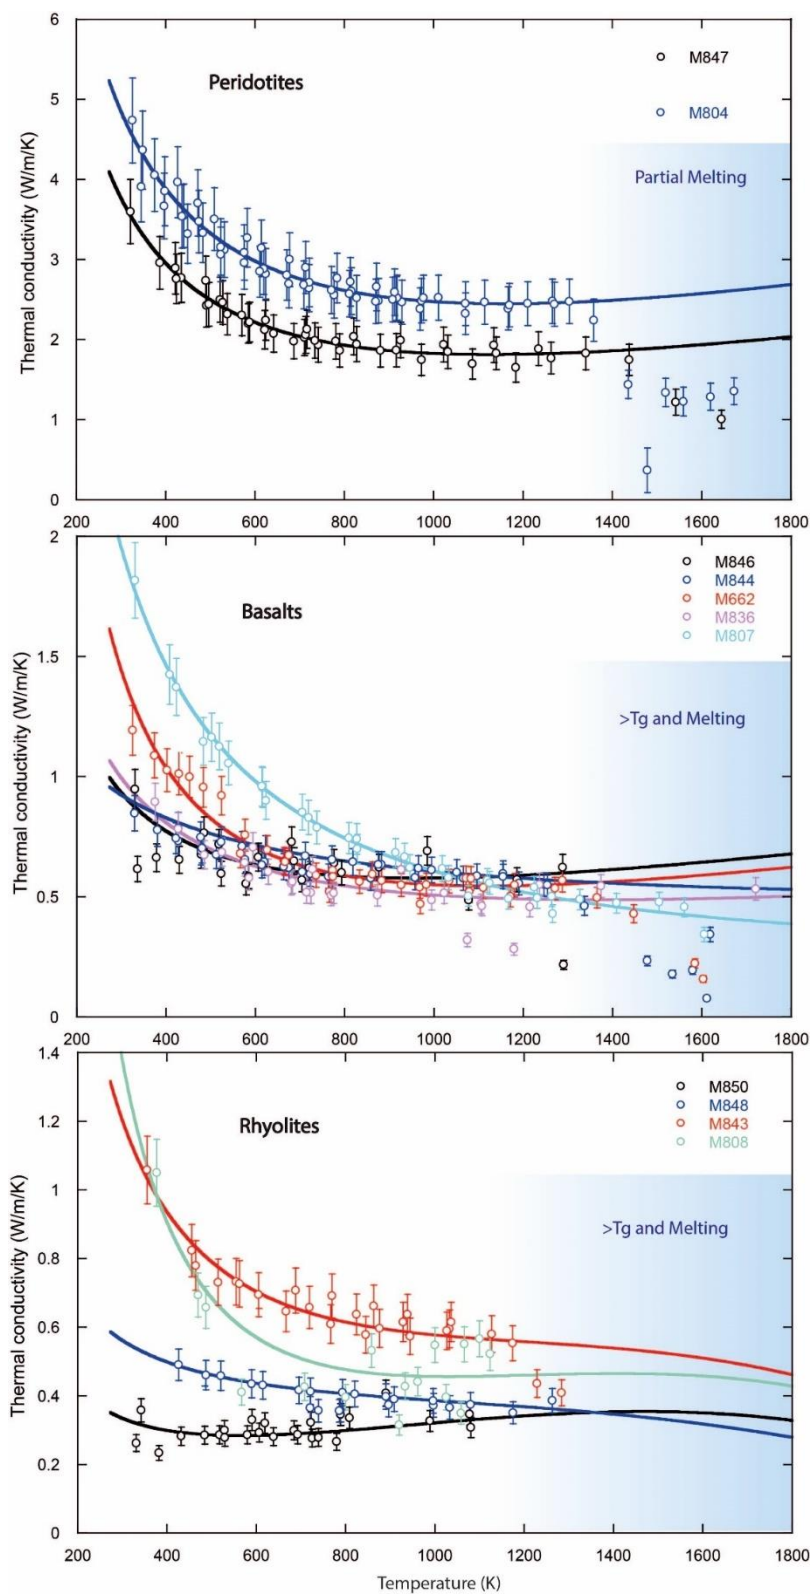 6
5
4
3
2
1
0
Thermal conductivity (W/m/K)
Peridotites
M847
M804
Partial Melting
200 400 600 800 1000 1200 1400 1600 1800
2
1.5
1
0.5
0
Thermal conductivity (W/m/K)
Basalts
M846
M844
M662
M836
M807
>Tg and Melting
200 400 600 800 1000 1200 1400 1600 1800
1.4
1.2
1
0.8
0.6
0.4
0.2
0
Thermal conductivity (W/m/K)
Rhyolites
M850
M848
M843
M808
>Tg and Melting
200 400 600 800 1000 1200 1400 1600 1800
Temperature (K)